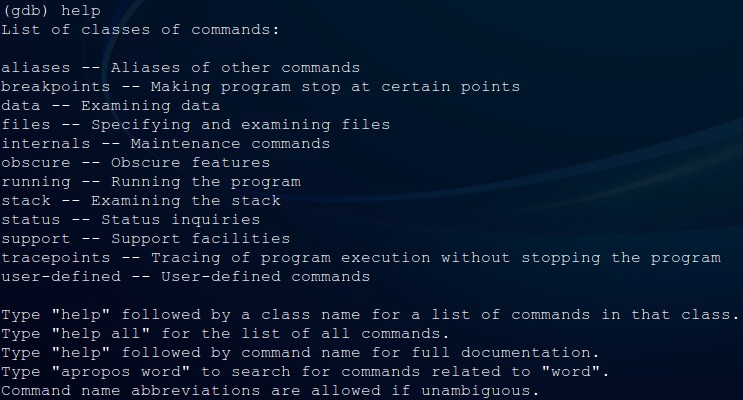 (gdb) help
List of classes of commands:
aliases -- Aliases of other commands
breakpoints -- Making program stop at certain points
data -- Examining data
files -- Specifying and examining files
internals -- Maintenance commands
obscure -- Obscure features
running -- Running the program
stack -- Examining the stack
status -- Status inquiries
support -- Support facilities
tracepoints -- Tracing of program execution without stopping the program
user-defined -- User-defined commands
Type "help" followed by a class name for a list of commands in that class.
Type "help all" for the list of all commands.
Type "help" followed by command name for full documentation.
Type "apropos word" to search for commands related to "word".
Command name abbreviations are allowed if unambiguous.